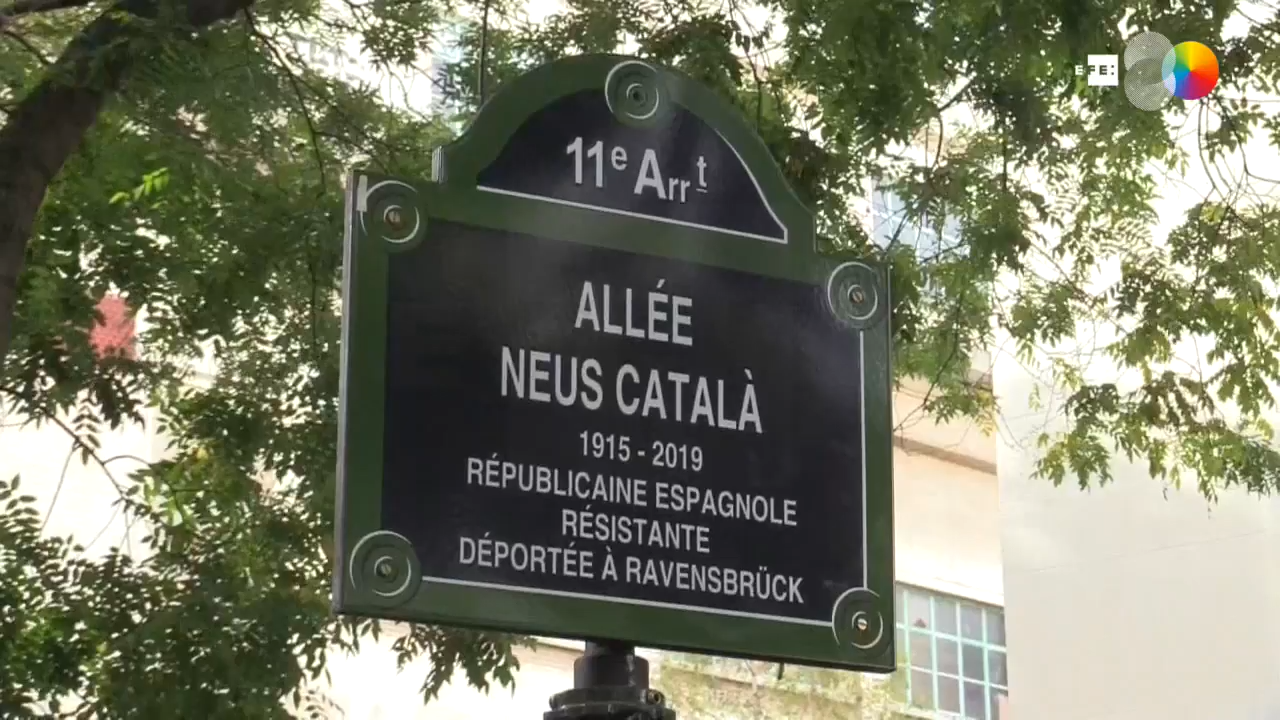 EFE:
11e Arrt
ALLÉE
NEUS CATALÀ
1915 - 2019
RÉPUBLICAINE ESPAGNOLE
RÉSISTANTE
DÉPORTÉE À RAVENSBRÜCK